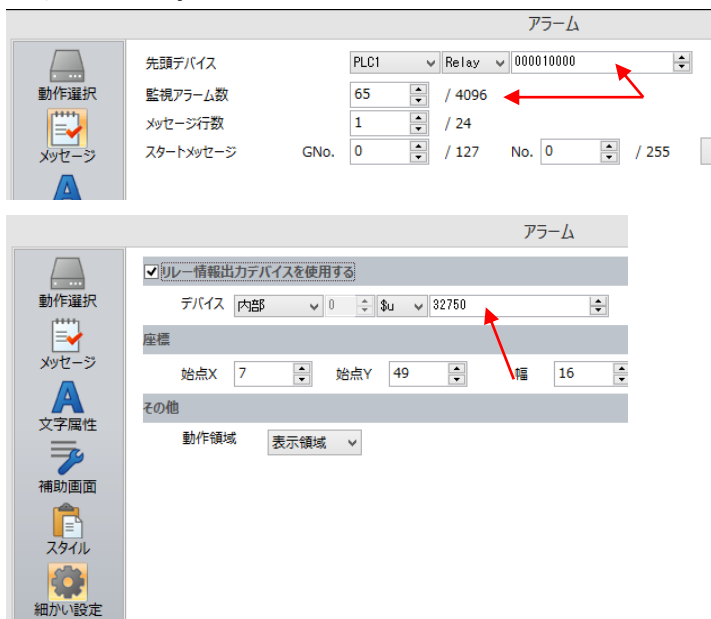 アラーム
動作選択
メッセージ
先頭デバイス PLC1 Relay 000010000
監視アラーム数 65 / 4096
メッセージ行数 1 / 24
スタートメッセージ GNo. 0 / 127 No. 0 / 255
アラーム
動作選択
メッセージ
文字属性
補助画面
スタイル
細かい設定
リレー情報出力デバイスを使用する
デバイス 内部 0 $u 32750
座標
始点X 7 始点Y 49 幅 16
その他
動作領域 表示領域